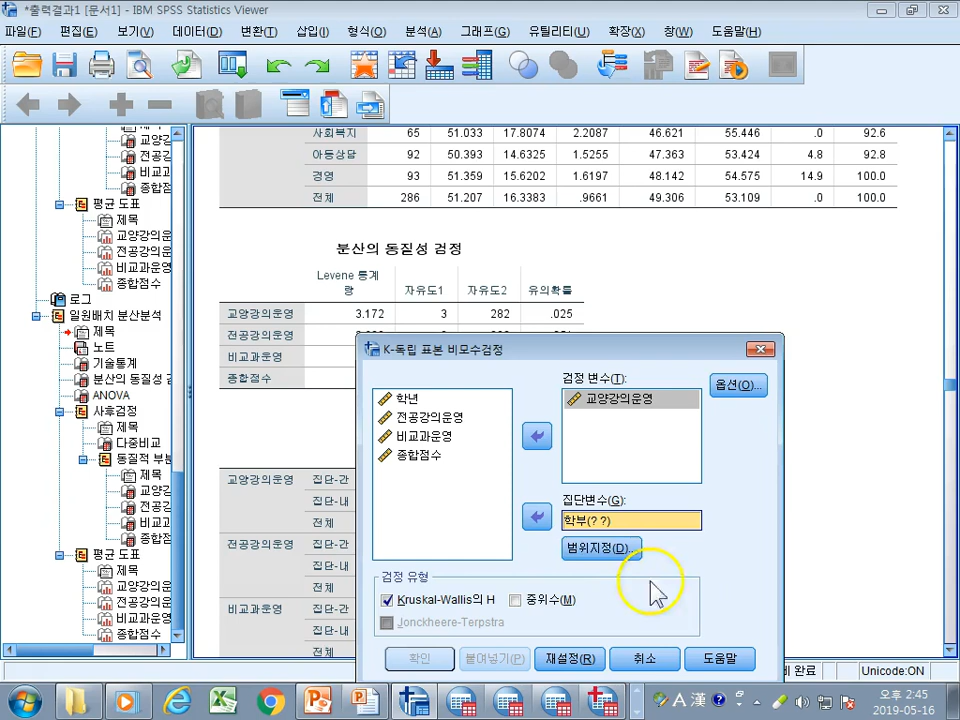 *출력결과1 [문서1] - IBM SPSS Statistics Viewer
파일(F) 편집(E) 보기(V) 데이터(D) 변환(T) 삽입(I) 형식(O) 분석(A) 그래프(G) 유틸리티(U) 확장(X) 창(W) 도움말(H)
교양강
전공강
비교과
종합점
평균 도표
제목
교양강의운
전공강의운
비교과운영
종합점수
로그
일원배치 분산분석
제목
노트
기술통계
분산의 동질성 검
ANOVA
사후검정
제목
다중비교
동질적 부분
제목
교양강
전공강
비교과
종합점
평균 도표
제목
교양강의운
전공강의운
비교과운영
종합점수
사회복지 65 51.033 17.8074 2.2087 46.621 55.446 .0 92.6
아동상담 92 50.393 14.6325 1.5255 47.363 53.424 4.8 92.8
경영 93 51.359 15.6202 1.6197 48.142 54.575 14.9 100.0
전체 286 51.207 16.3383 .9661 49.306 53.109 .0 100.0
분산의 동질성 검정
Levene 통계량 자유도1 자유도2 유의확률
교양강의운영 3.172 3 282 .025
전공강의운영
비교과운영
종합점수
교양강의운영 집단-간
집단-내
전체
전공강의운영 집단-간
집단-내
전체
비교과운영 집단-간
집단-내
전체
K-독립 표본 비모수검정
학년
전공강의운영
비교과운영
종합점수
검정 변수(T):
교양강의운영
옵션(O)...
집단변수(G):
학부(? ?)
범위지정(D)...
검정 유형
Kruskal-Wallis의 H 중위수(M)
Jonckheere-Terpstra
확인 붙여넣기(P) 재설정(R) 취소 도움말
Unicode:ON
A 漢
오후 2:45
2019-05-16